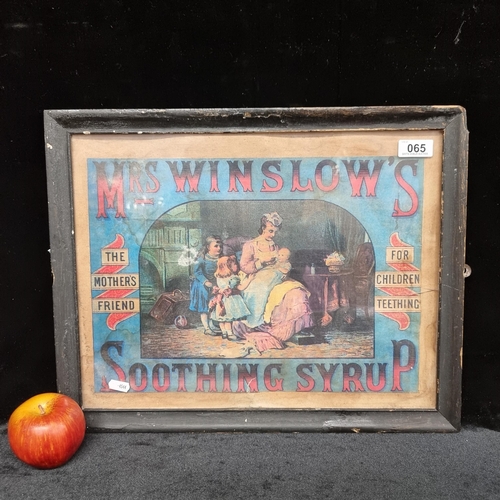 065
MRS WINSLOW'S
THE
MOTHERS
FRIEND
FOR
CHILDREN
TEETHING
SOOTHING SYRUP